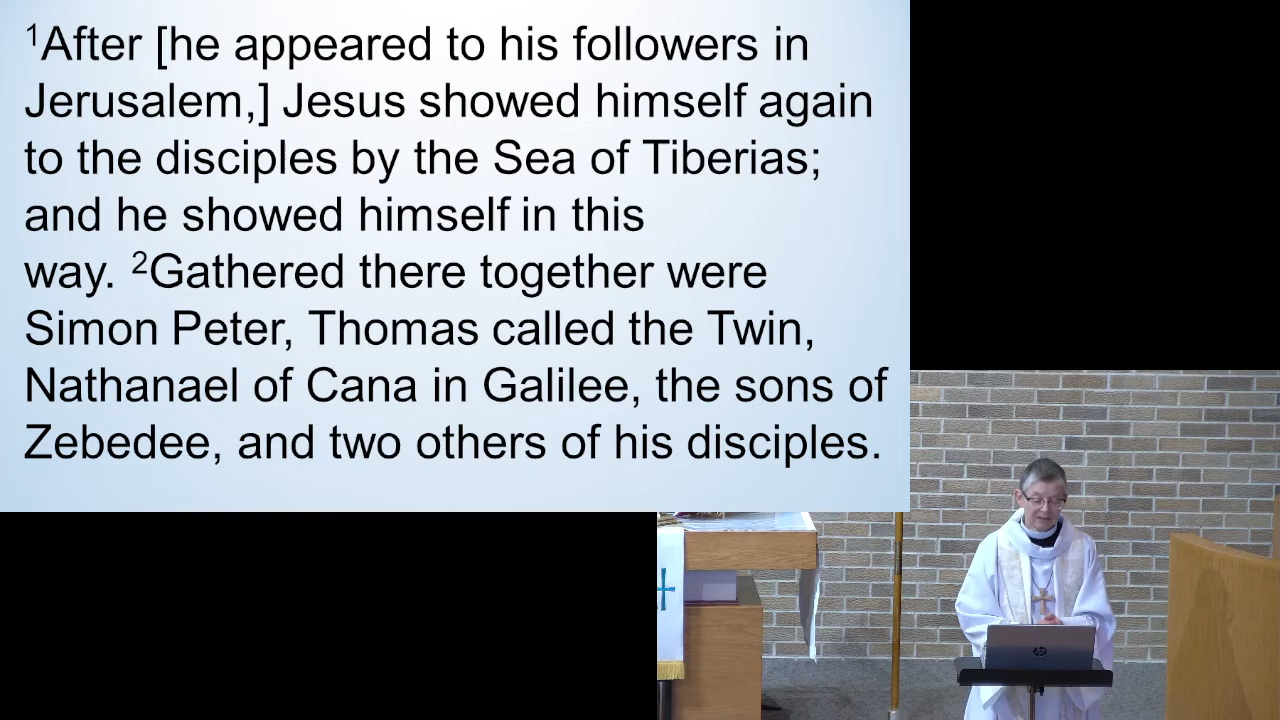 ¹After [he appeared to his followers in
Jerusalem,] Jesus showed himself again
to the disciples by the Sea of Tiberias;
and he showed himself in this
way. ²Gathered there together were
Simon Peter, Thomas called the Twin,
Nathanael of Cana in Galilee, the sons of
Zebedee, and two others of his disciples.
hp